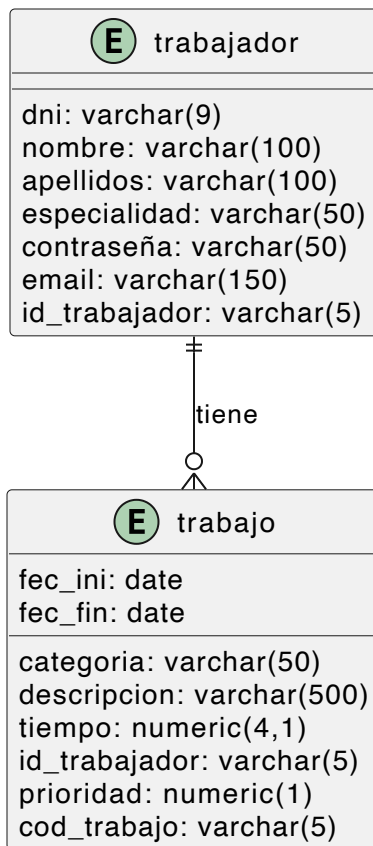 E trabajador
dni: varchar(9)
nombre: varchar(100)
apellidos: varchar(100)
especialidad: varchar(50)
contraseña: varchar(50)
email: varchar(150)
id_trabajador: varchar(5)
tiene
E trabajo
fec_ini: date
fec_fin: date
categoria: varchar(50)
descripcion: varchar(500)
tiempo: numeric(4,1)
id_trabajador: varchar(5)
prioridad: numeric(1)
cod_trabajo: varchar(5)